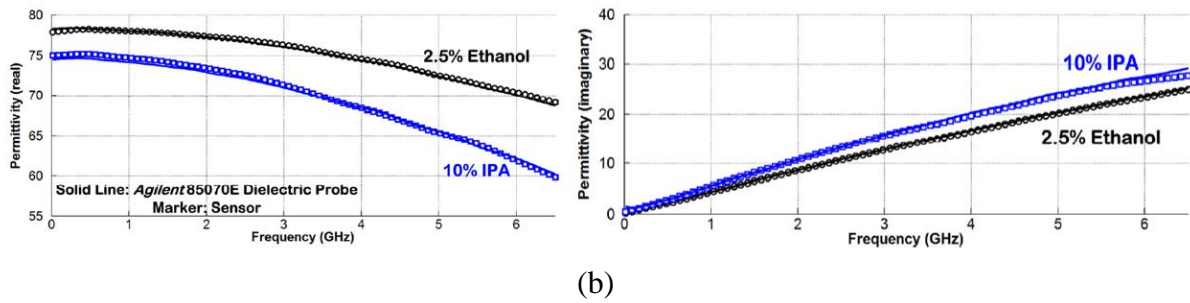 80
75
70
65
60
55
Permittivity (real)
2.5% Ethanol
10% IPA
Solid Line: Agilent 85070E Dielectric Probe
Marker: Sensor
0 1 2 3 4 5 6
Frequency (GHz)
40
30
20
10
0
Permittivity (imaginary)
10% IPA
2.5% Ethanol
0 1 2 3 4 5 6
Frequency (GHz)
(b)